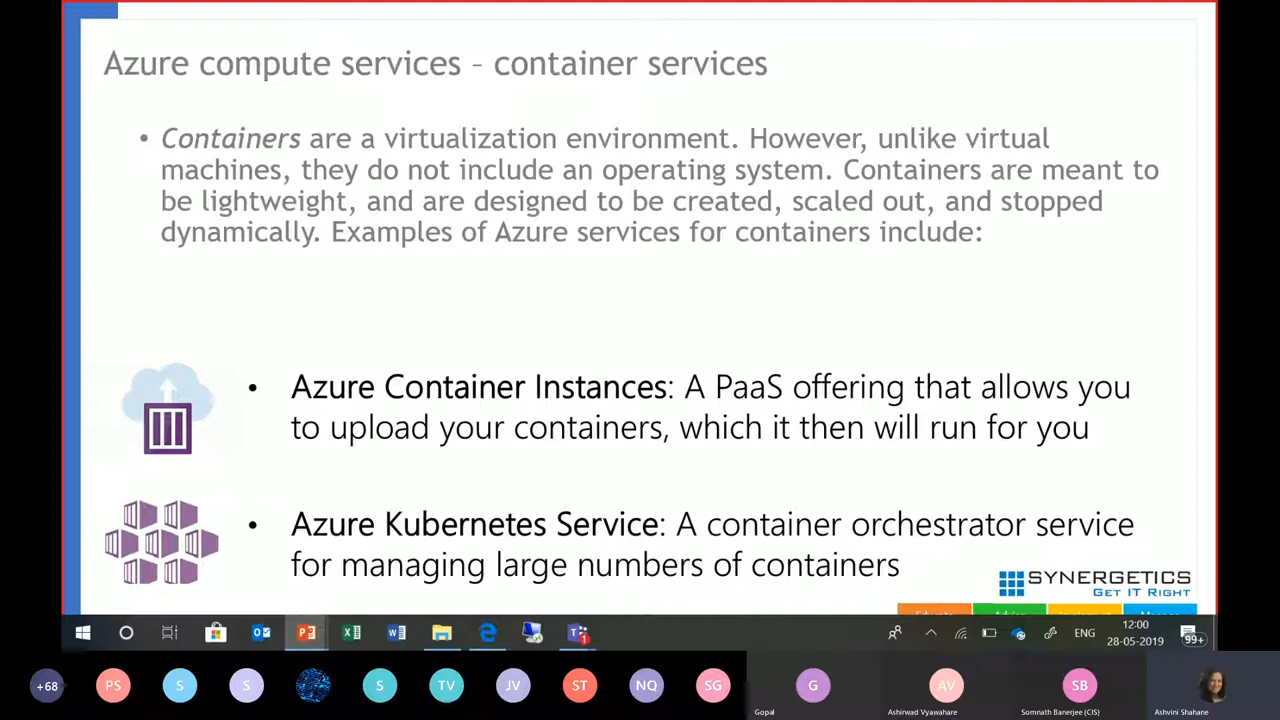 Azure compute services – container services
• Containers are a virtualization environment. However, unlike virtual
machines, they do not include an operating system. Containers are meant to
be lightweight, and are designed to be created, scaled out, and stopped
dynamically. Examples of Azure services for containers include:
• Azure Container Instances: A PaaS offering that allows you
to upload your containers, which it then will run for you
• Azure Kubernetes Service: A container orchestrator service
for managing large numbers of containers
SYNERGETICS
GET IT RIGHT
12:00
ENG
28-05-2019
99+
1
+68 PS S S S TV JV ST NQ SG G AV SB
Gopal Ashirwad Vyawahare Somnath Banerjee (CIS) Ashvini Shahane